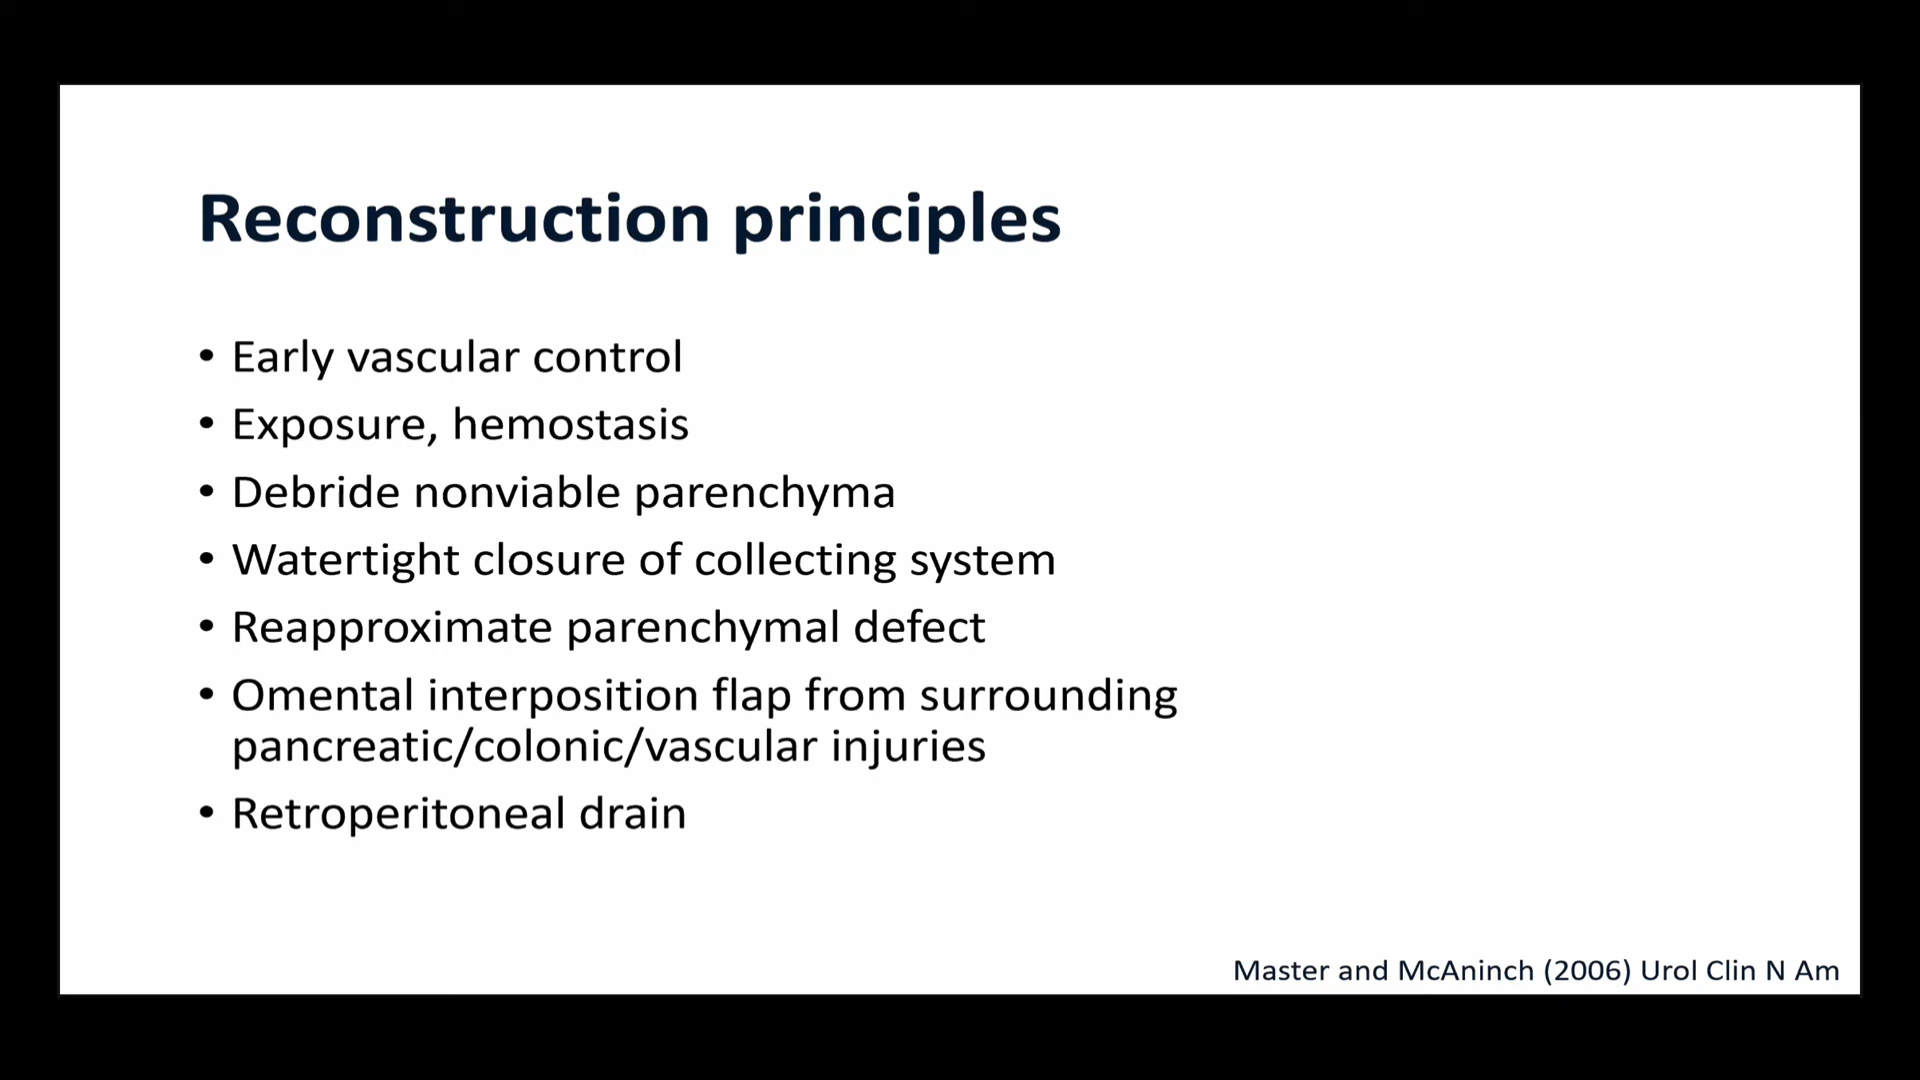 Reconstruction principles
• Early vascular control
• Exposure, hemostasis
• Debride nonviable parenchyma
• Watertight closure of collecting system
• Reapproximate parenchymal defect
• Omental interposition flap from surrounding
pancreatic/colonic/vascular injuries
• Retroperitoneal drain
Master and McAninch (2006) Urol Clin N Am